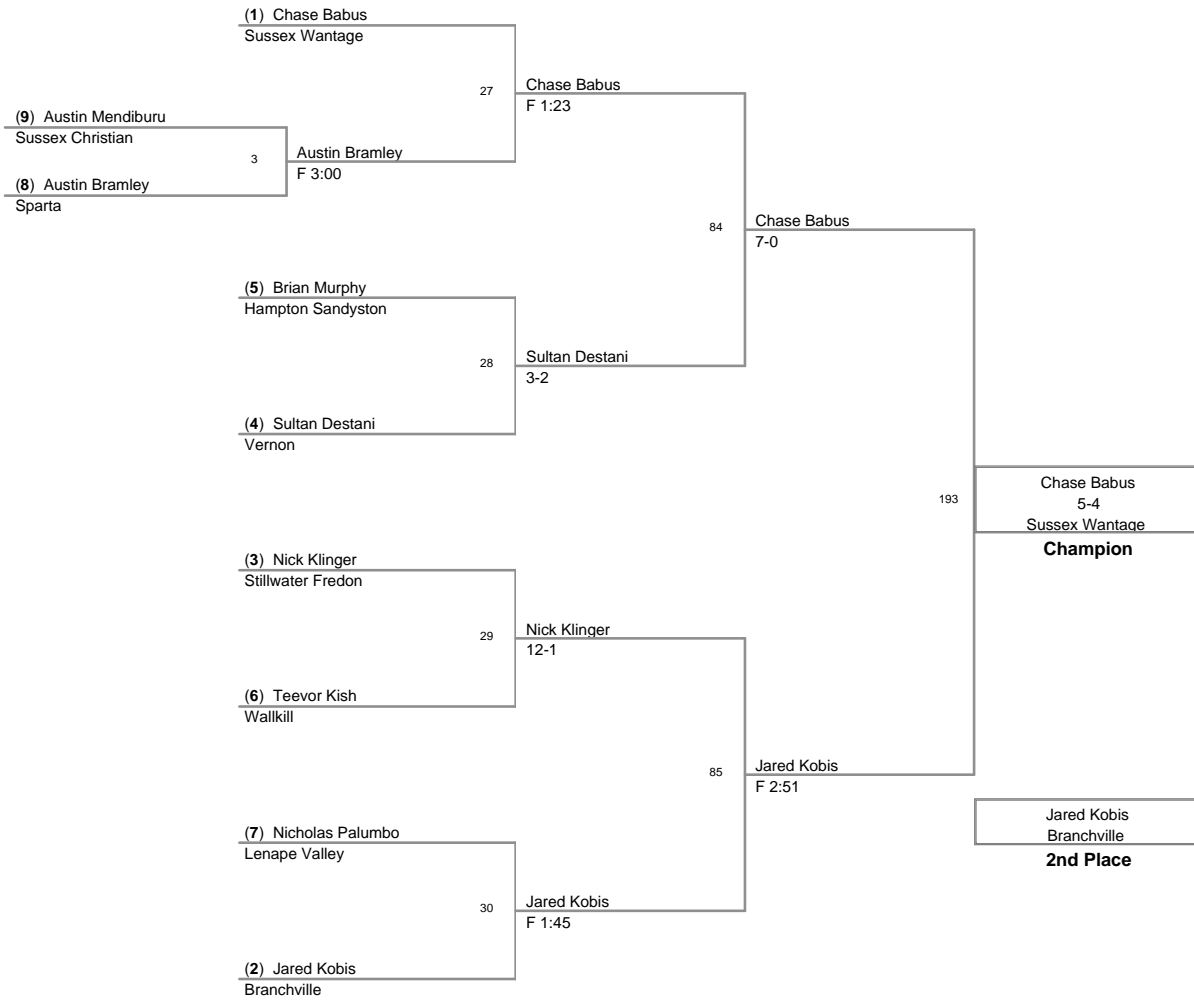 (1) Chase Babus
Sussex Wantage
27
Chase Babus
F 1:23
(9) Austin Mendiburu
Sussex Christian
3
Austin Bramley
F 3:00
(8) Austin Bramley
Sparta
84
Chase Babus
7-0
(5) Brian Murphy
Hampton Sandyston
28
Sultan Destani
3-2
(4) Sultan Destani
Vernon
193
Chase Babus
5-4
Sussex Wantage
Champion
(3) Nick Klinger
Stillwater Fredon
29
Nick Klinger
12-1
(6) Teevor Kish
Wallkill
85
Jared Kobis
F 2:51
(7) Nicholas Palumbo
Lenape Valley
30
Jared Kobis
F 1:45
(2) Jared Kobis
Branchville
Jared Kobis
Branchville
2nd Place